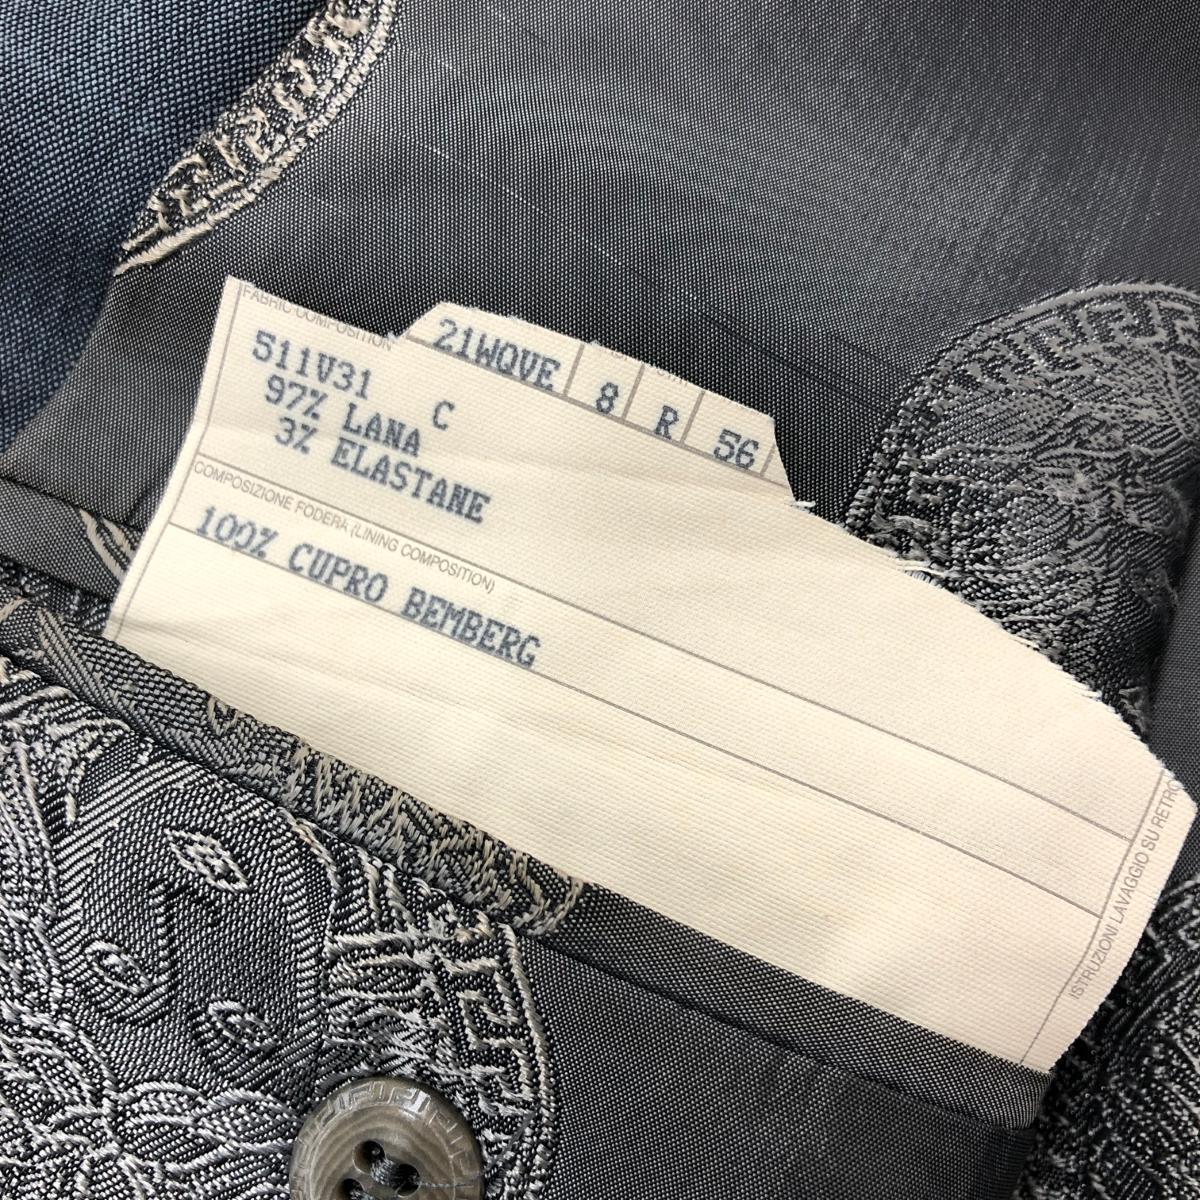 FABRIC COMPOSITION
21WQVE 8 R 56
511V31 C
97% LANA
3% ELASTANE
COMPOSIZIONE FODERA (LINING COMPOSITION)
100% CUPRO BEMBERG
ISTRUZIONI LAVAGGIO SU RETRO